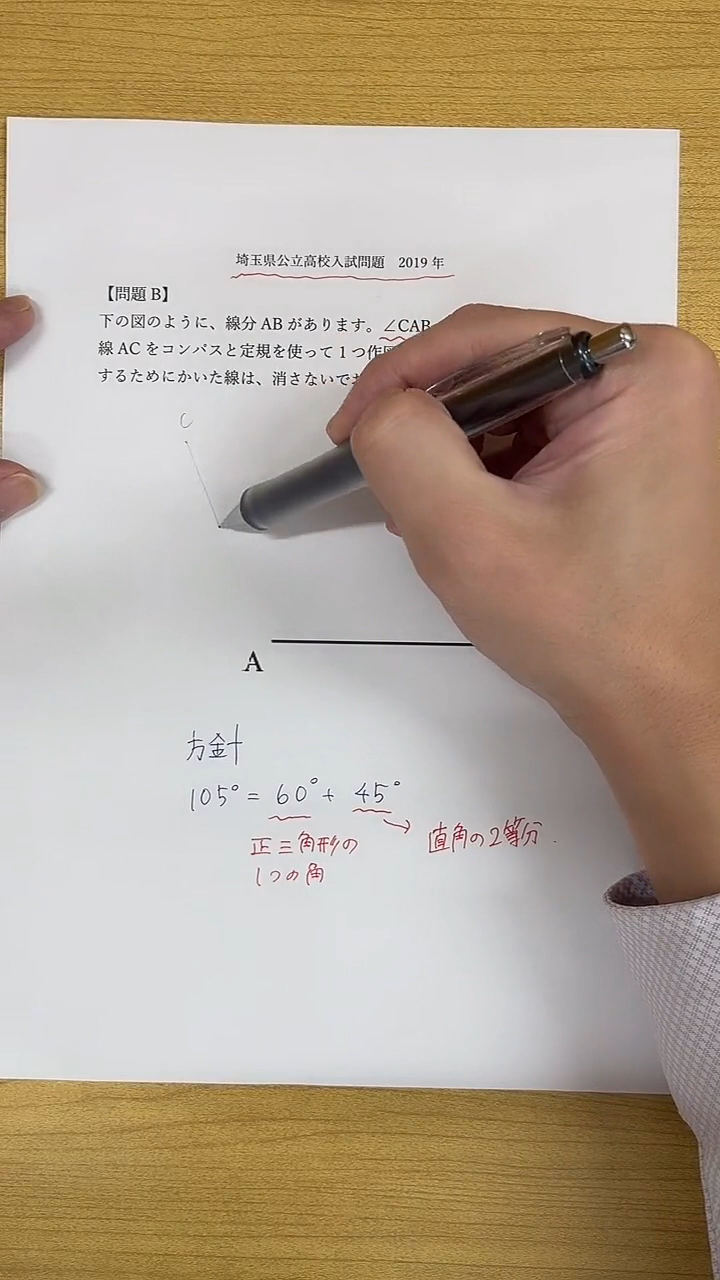 埼玉県公立高校入試問題 2019 年
【問題 B】
下の図のように、線分 AB があります。∠CAB
線 AC をコンパスと定規を使って 1 つ作図
するためにかいた線は、消さないで
C
A
方針
105° = 60° + 45°
正三角形の
1つの角
直角の2等分.